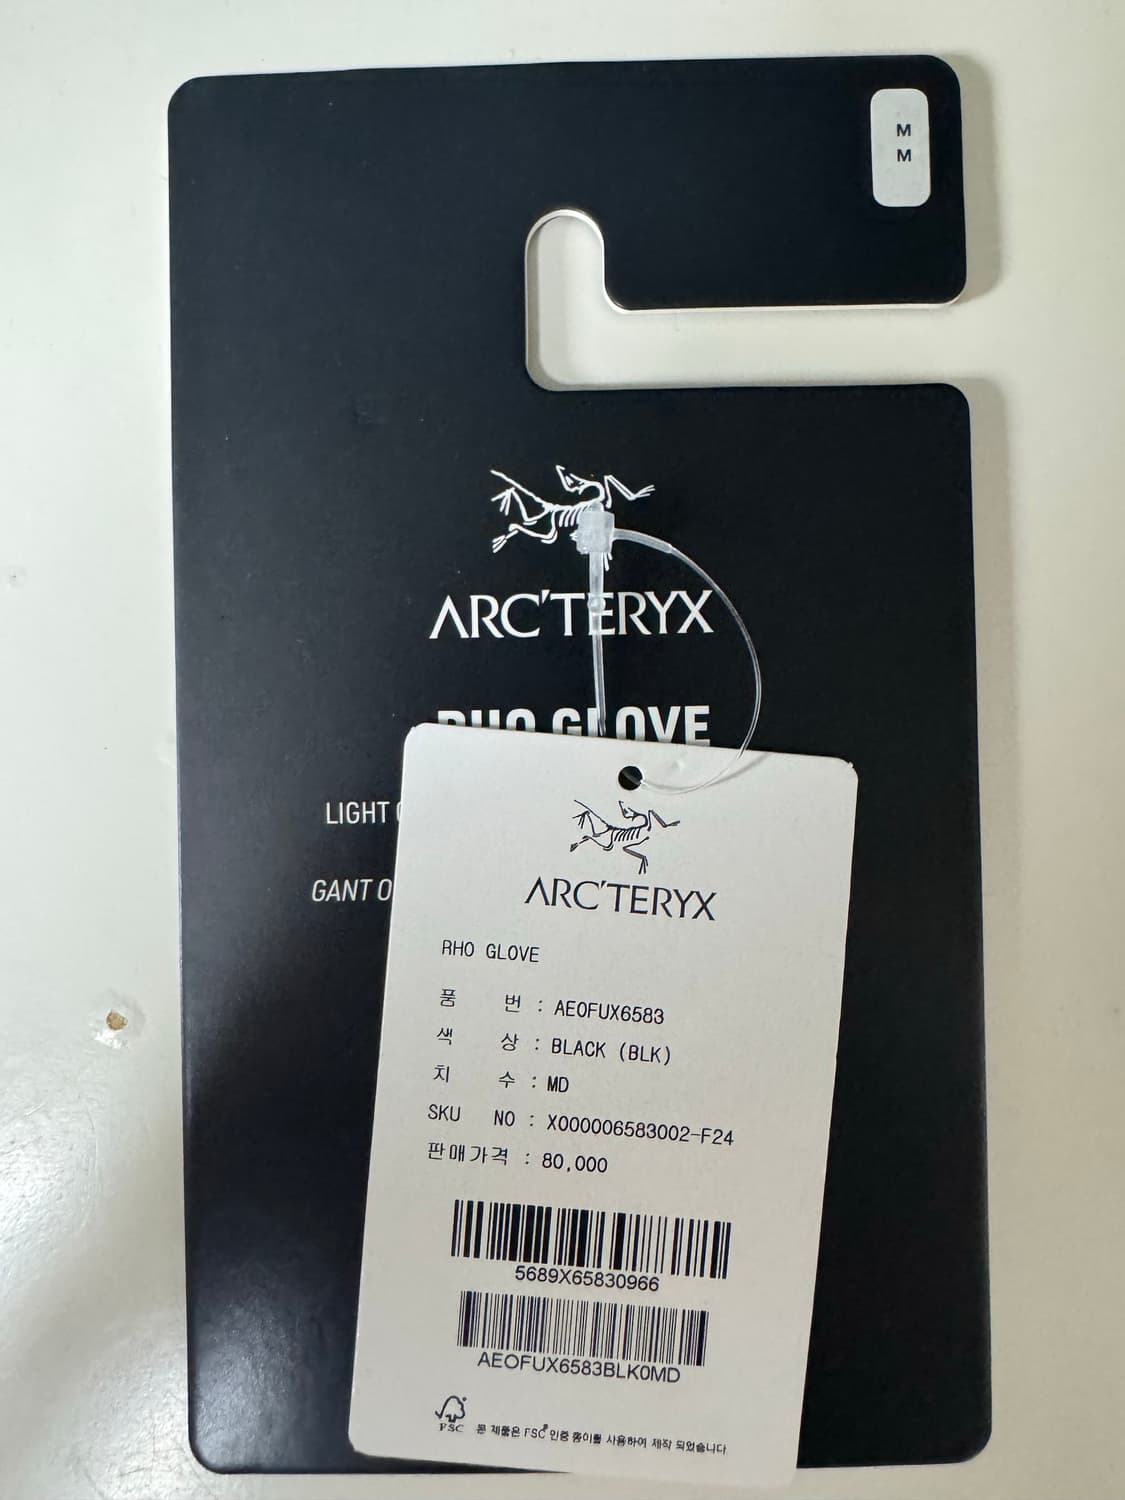 M
M
ARC'TERYX
RHO GLOVE
LIGHT
GANT
ARC'TERYX
RHO GLOVE
품 번 : AEOFUX6583
색 상 : BLACK (BLK)
치 수 : MD
SKU NO : X000006583002-F24
판매가격 : 80,000
5689X65830966
AEOFUX6583BLK0MD
FSC 본 제품은 FSC® 인증 종이를 사용하여 제작 되었습니다